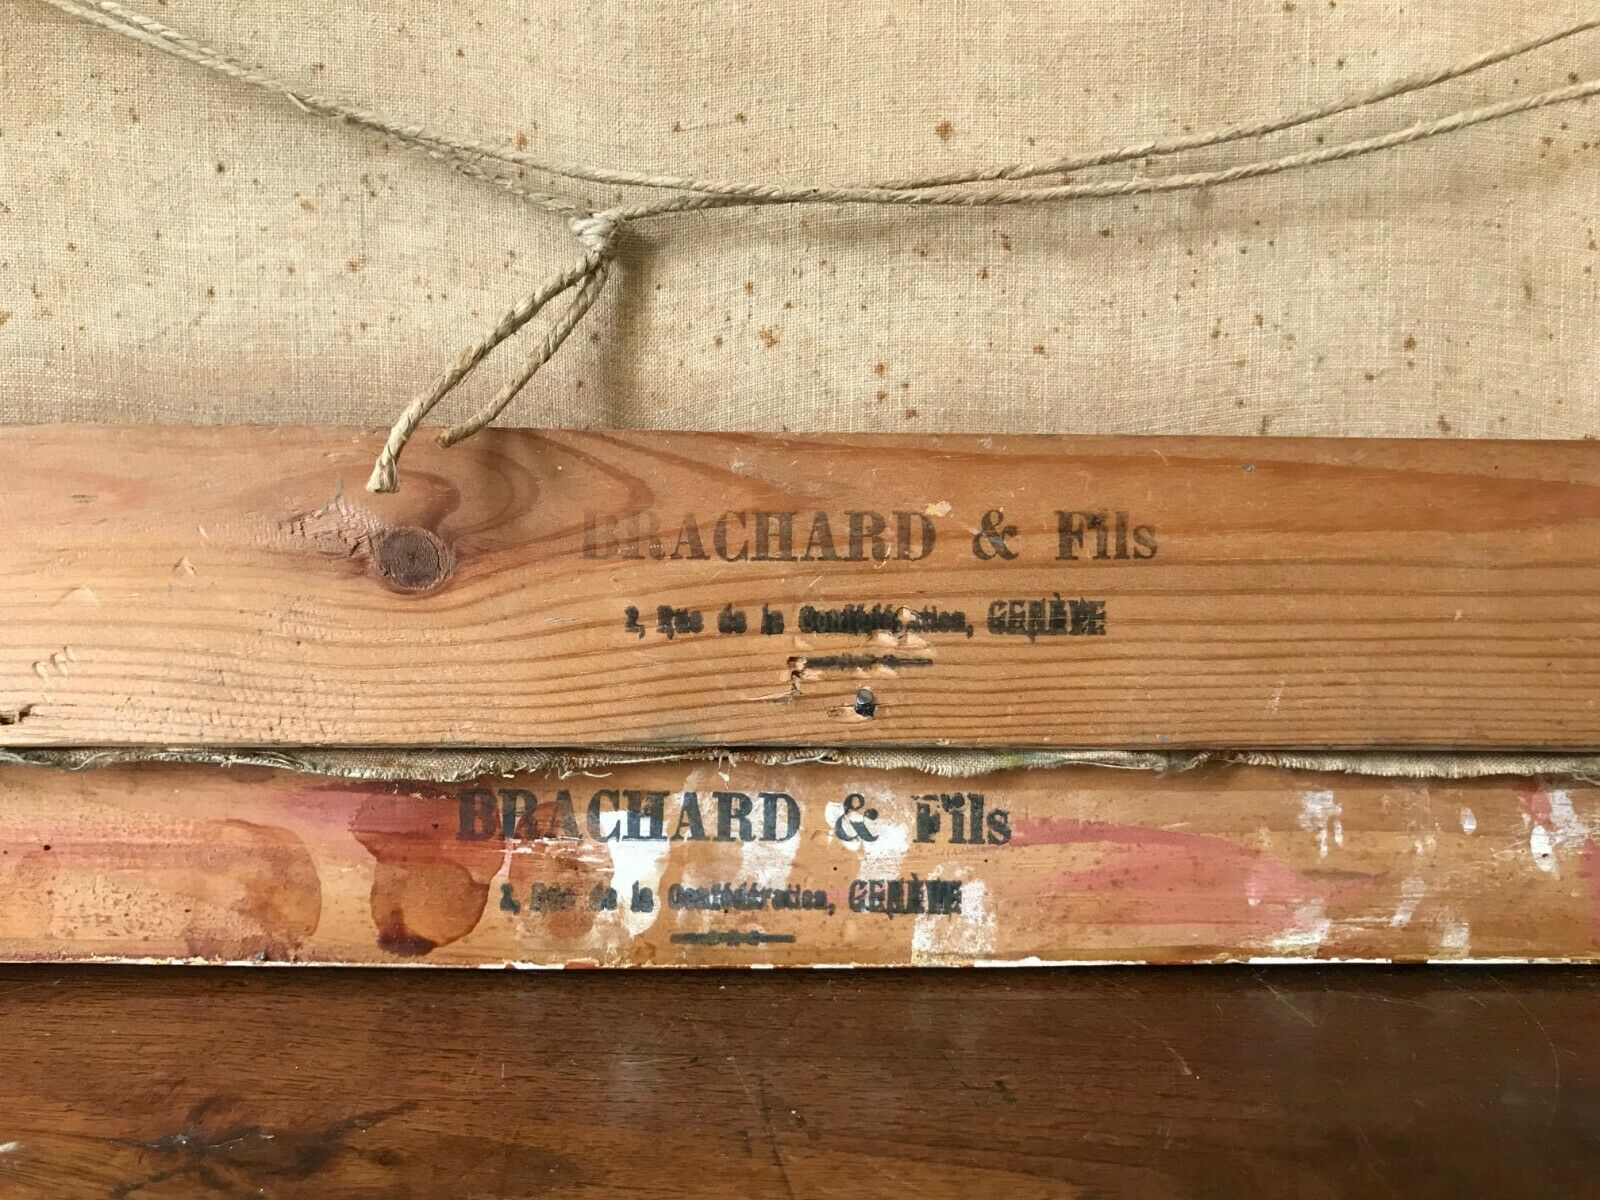 BRACHARD & Fils
2, Rue de la Confédération, GENÈVE
BRACHARD & Fils
2, Rue de la Confédération, GENÈVE